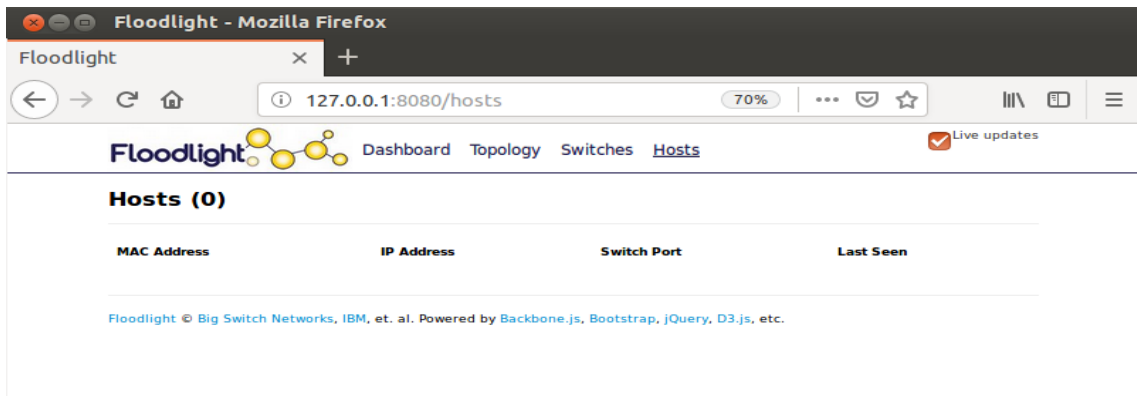 Floodlight - Mozilla Firefox
Floodlight
127.0.0.1:8080/hosts 70%
Floodlight Dashboard Topology Switches Hosts Live updates
Hosts (0)
MAC Address IP Address Switch Port Last Seen
Floodlight © Big Switch Networks, IBM, et. al. Powered by Backbone.js, Bootstrap, jQuery, D3.js, etc.